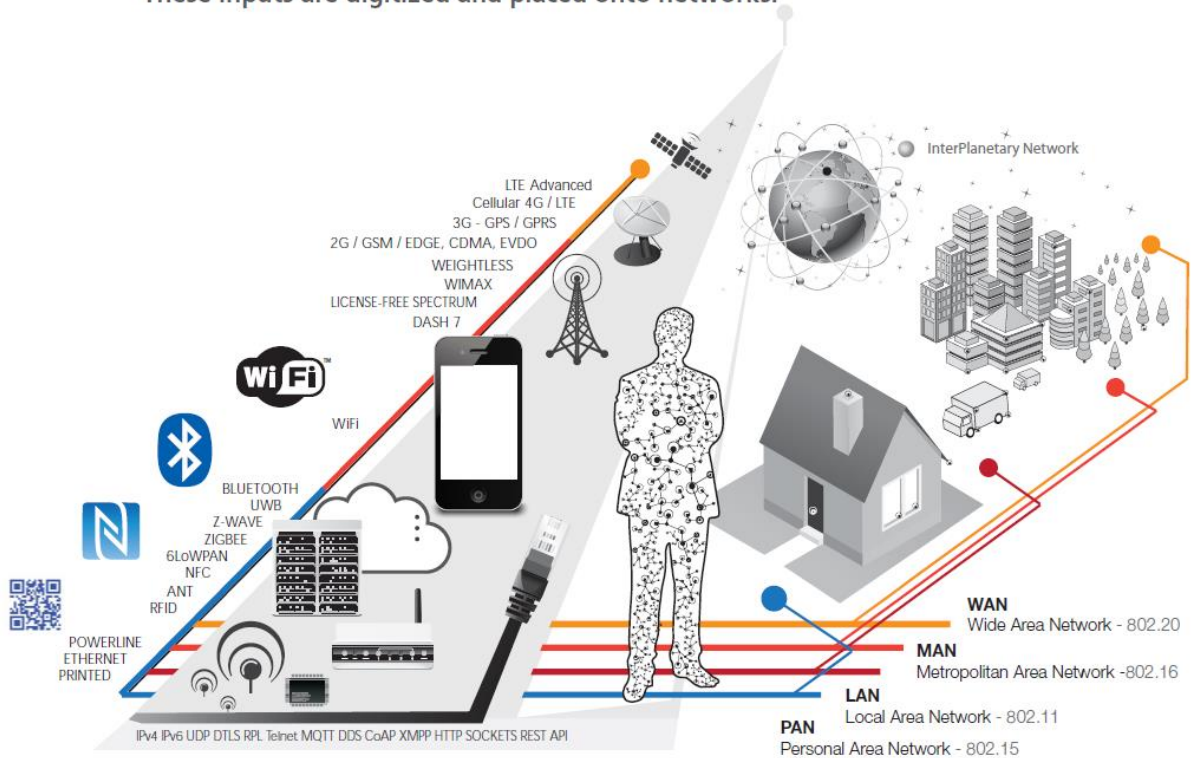 These inputs are digitized and placed onto networks.
InterPlanetary Network
LTE Advanced
Cellular 4G / LTE
3G - GPS / GPRS
2G / GSM / EDGE, CDMA, EVDO
WEIGHTLESS
WIMAX
LICENSE-FREE SPECTRUM
DASH 7
Wi Fi™
WiFi
BLUETOOTH
UWB
Z-WAVE
ZIGBEE
6LoWPAN
NFC
ANT
RFID
POWERLINE
ETHERNET
PRINTED
WAN
Wide Area Network - 802.20
MAN
Metropolitan Area Network -802.16
LAN
Local Area Network - 802.11
PAN
Personal Area Network - 802.15
IPv4 IPv6 UDP DTLS RPL Telnet MQTT DDS CoAP XMPP HTTP SOCKETS REST API